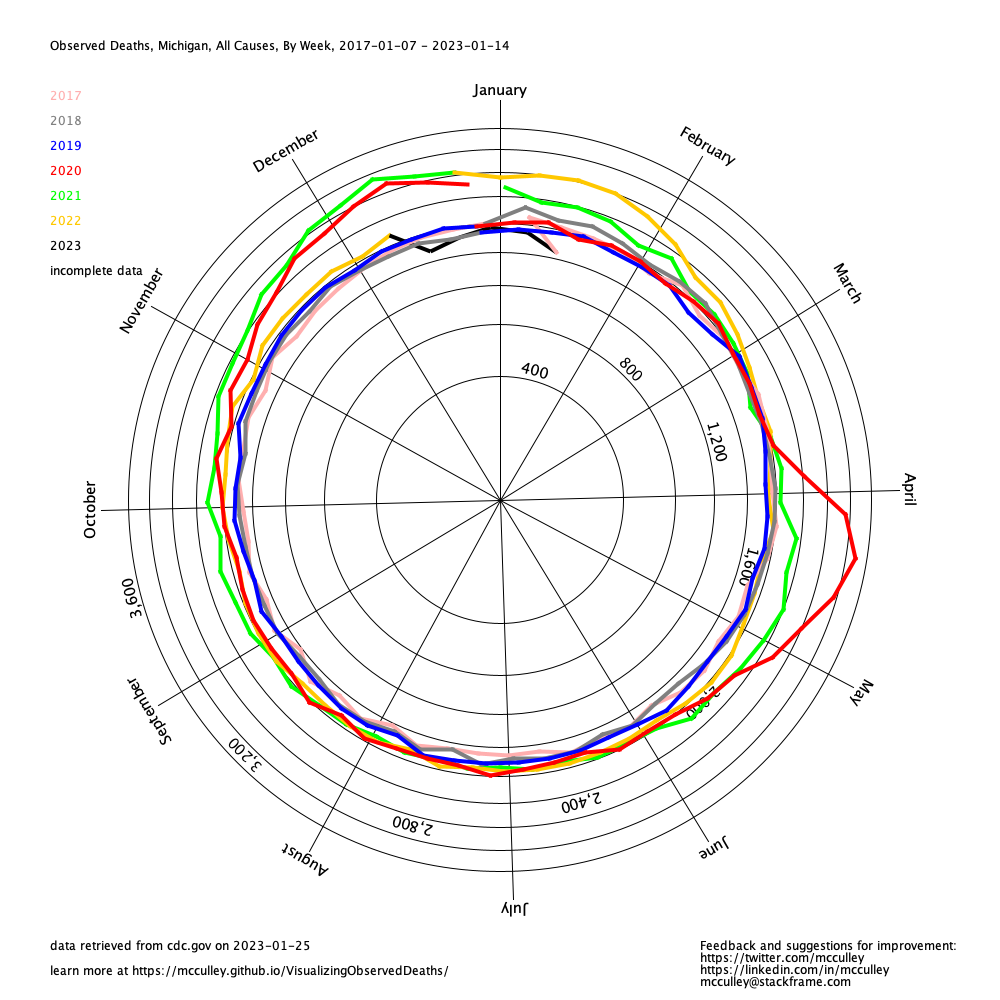 Observed Deaths, Michigan, All Causes, By Week, 2017-01-07 - 2023-01-14
2017
2018
2019
2020
2021
2022
2023
incomplete data
January
February
March
April
May
June
July
August
September
October
November
December
400
800
1,200
1,600
2,400
2,800
3,200
3,600
data retrieved from cdc.gov on 2023-01-25
learn more at https://mcculley.github.io/VisualizingObservedDeaths/
Feedback and suggestions for improvement:
https://twitter.com/mcculley
https://linkedin.com/in/mcculley
mcculley@stackframe.com